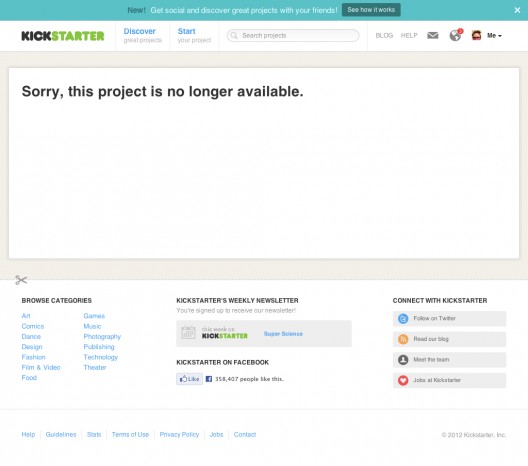 New! Get social and discover great projects with your friends! See how it works
KICKSTARTER
Discover
great projects
Start
your project
Search projects
BLOG HELP
Me
Sorry, this project is no longer available.
BROWSE CATEGORIES
Art
Comics
Dance
Design
Fashion
Film & Video
Food
Games
Music
Photography
Publishing
Technology
Theater
KICKSTARTER'S WEEKLY NEWSLETTER
You're signed up to receive our newsletter!
this week on
KICKSTARTER
Super Science
KICKSTARTER ON FACEBOOK
Like
358,407 people like this.
CONNECT WITH KICKSTARTER
Follow on Twitter
Read our blog
Meet the team
Jobs at Kickstarter
Help Guidelines Stats Terms of Use Privacy Policy Jobs Contact
© 2012 Kickstarter, Inc.